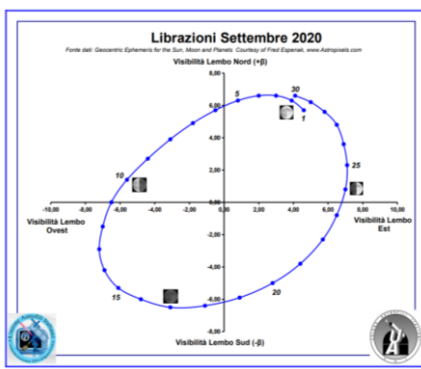 Librazioni Settembre 2020
Fonte dati: Geocentric Ephemeris for the Sun, Moon and Planets Courtesy of Fred Espenak, www.Astropixels.com
Visibilità Lembo Nord (+β)
8,00
6,00
4,00
2,00
0,00
-2,00
-4,00
-6,00
-8,00
-10,00 -8,00 -6,00 -4,00 -2,00 0,00 2,00 4,00 6,00 8,00 10,00
Visibilità Lembo
Ovest
Visibilità Lembo
Est
5
30
1
10
25
15
20
Visibilità Lembo Sud (-β)